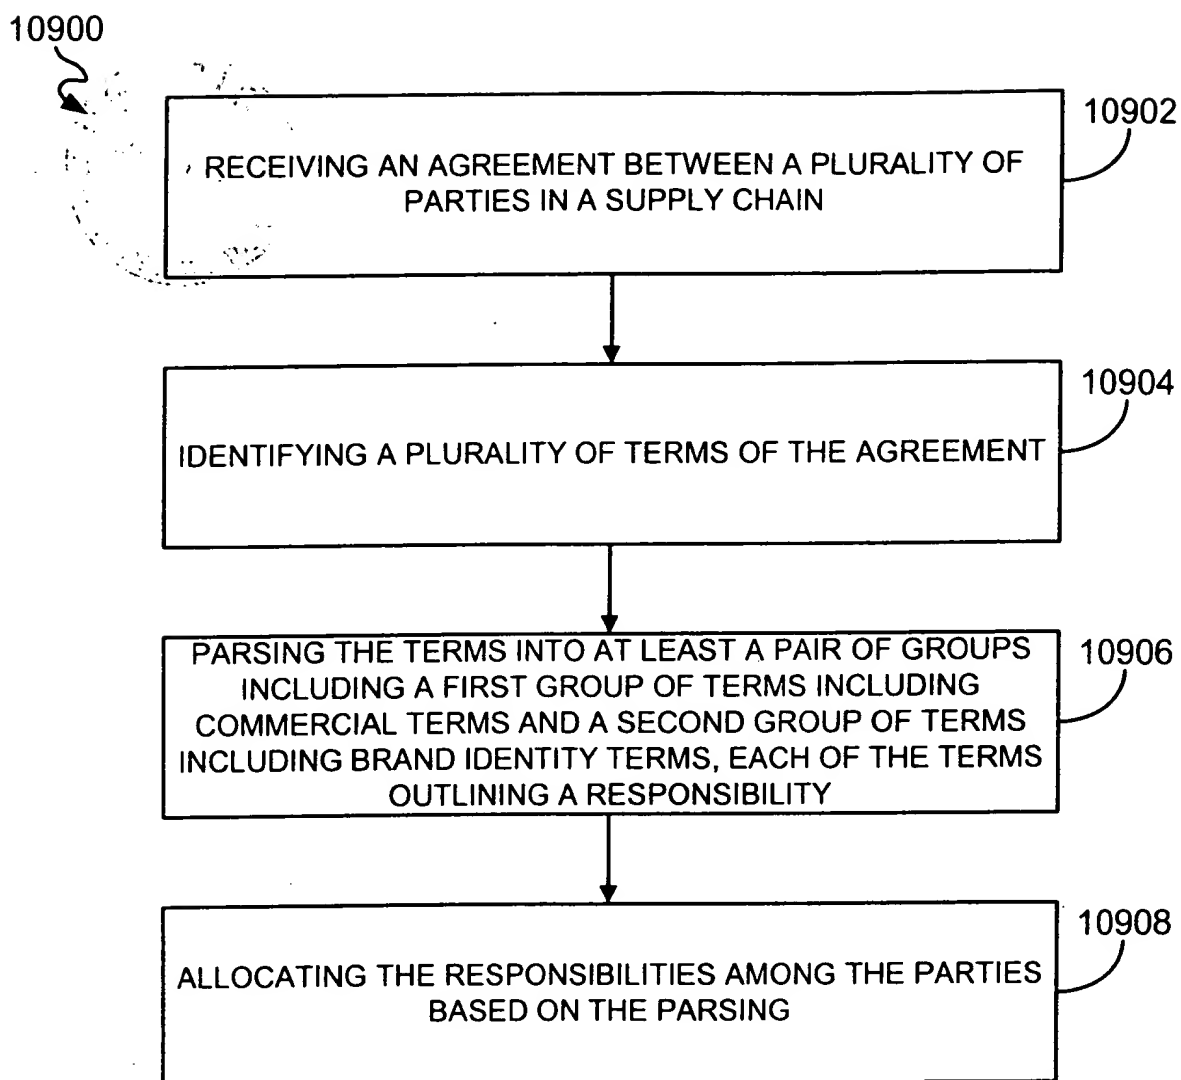 10900
10902
RECEIVING AN AGREEMENT BETWEEN A PLURALITY OF
PARTIES IN A SUPPLY CHAIN
10904
IDENTIFYING A PLURALITY OF TERMS OF THE AGREEMENT
10906
PARSING THE TERMS INTO AT LEAST A PAIR OF GROUPS
INCLUDING A FIRST GROUP OF TERMS INCLUDING
COMMERCIAL TERMS AND A SECOND GROUP OF TERMS
INCLUDING BRAND IDENTITY TERMS, EACH OF THE TERMS
OUTLINING A RESPONSIBILITY
10908
ALLOCATING THE RESPONSIBILITIES AMONG THE PARTIES
BASED ON THE PARSING